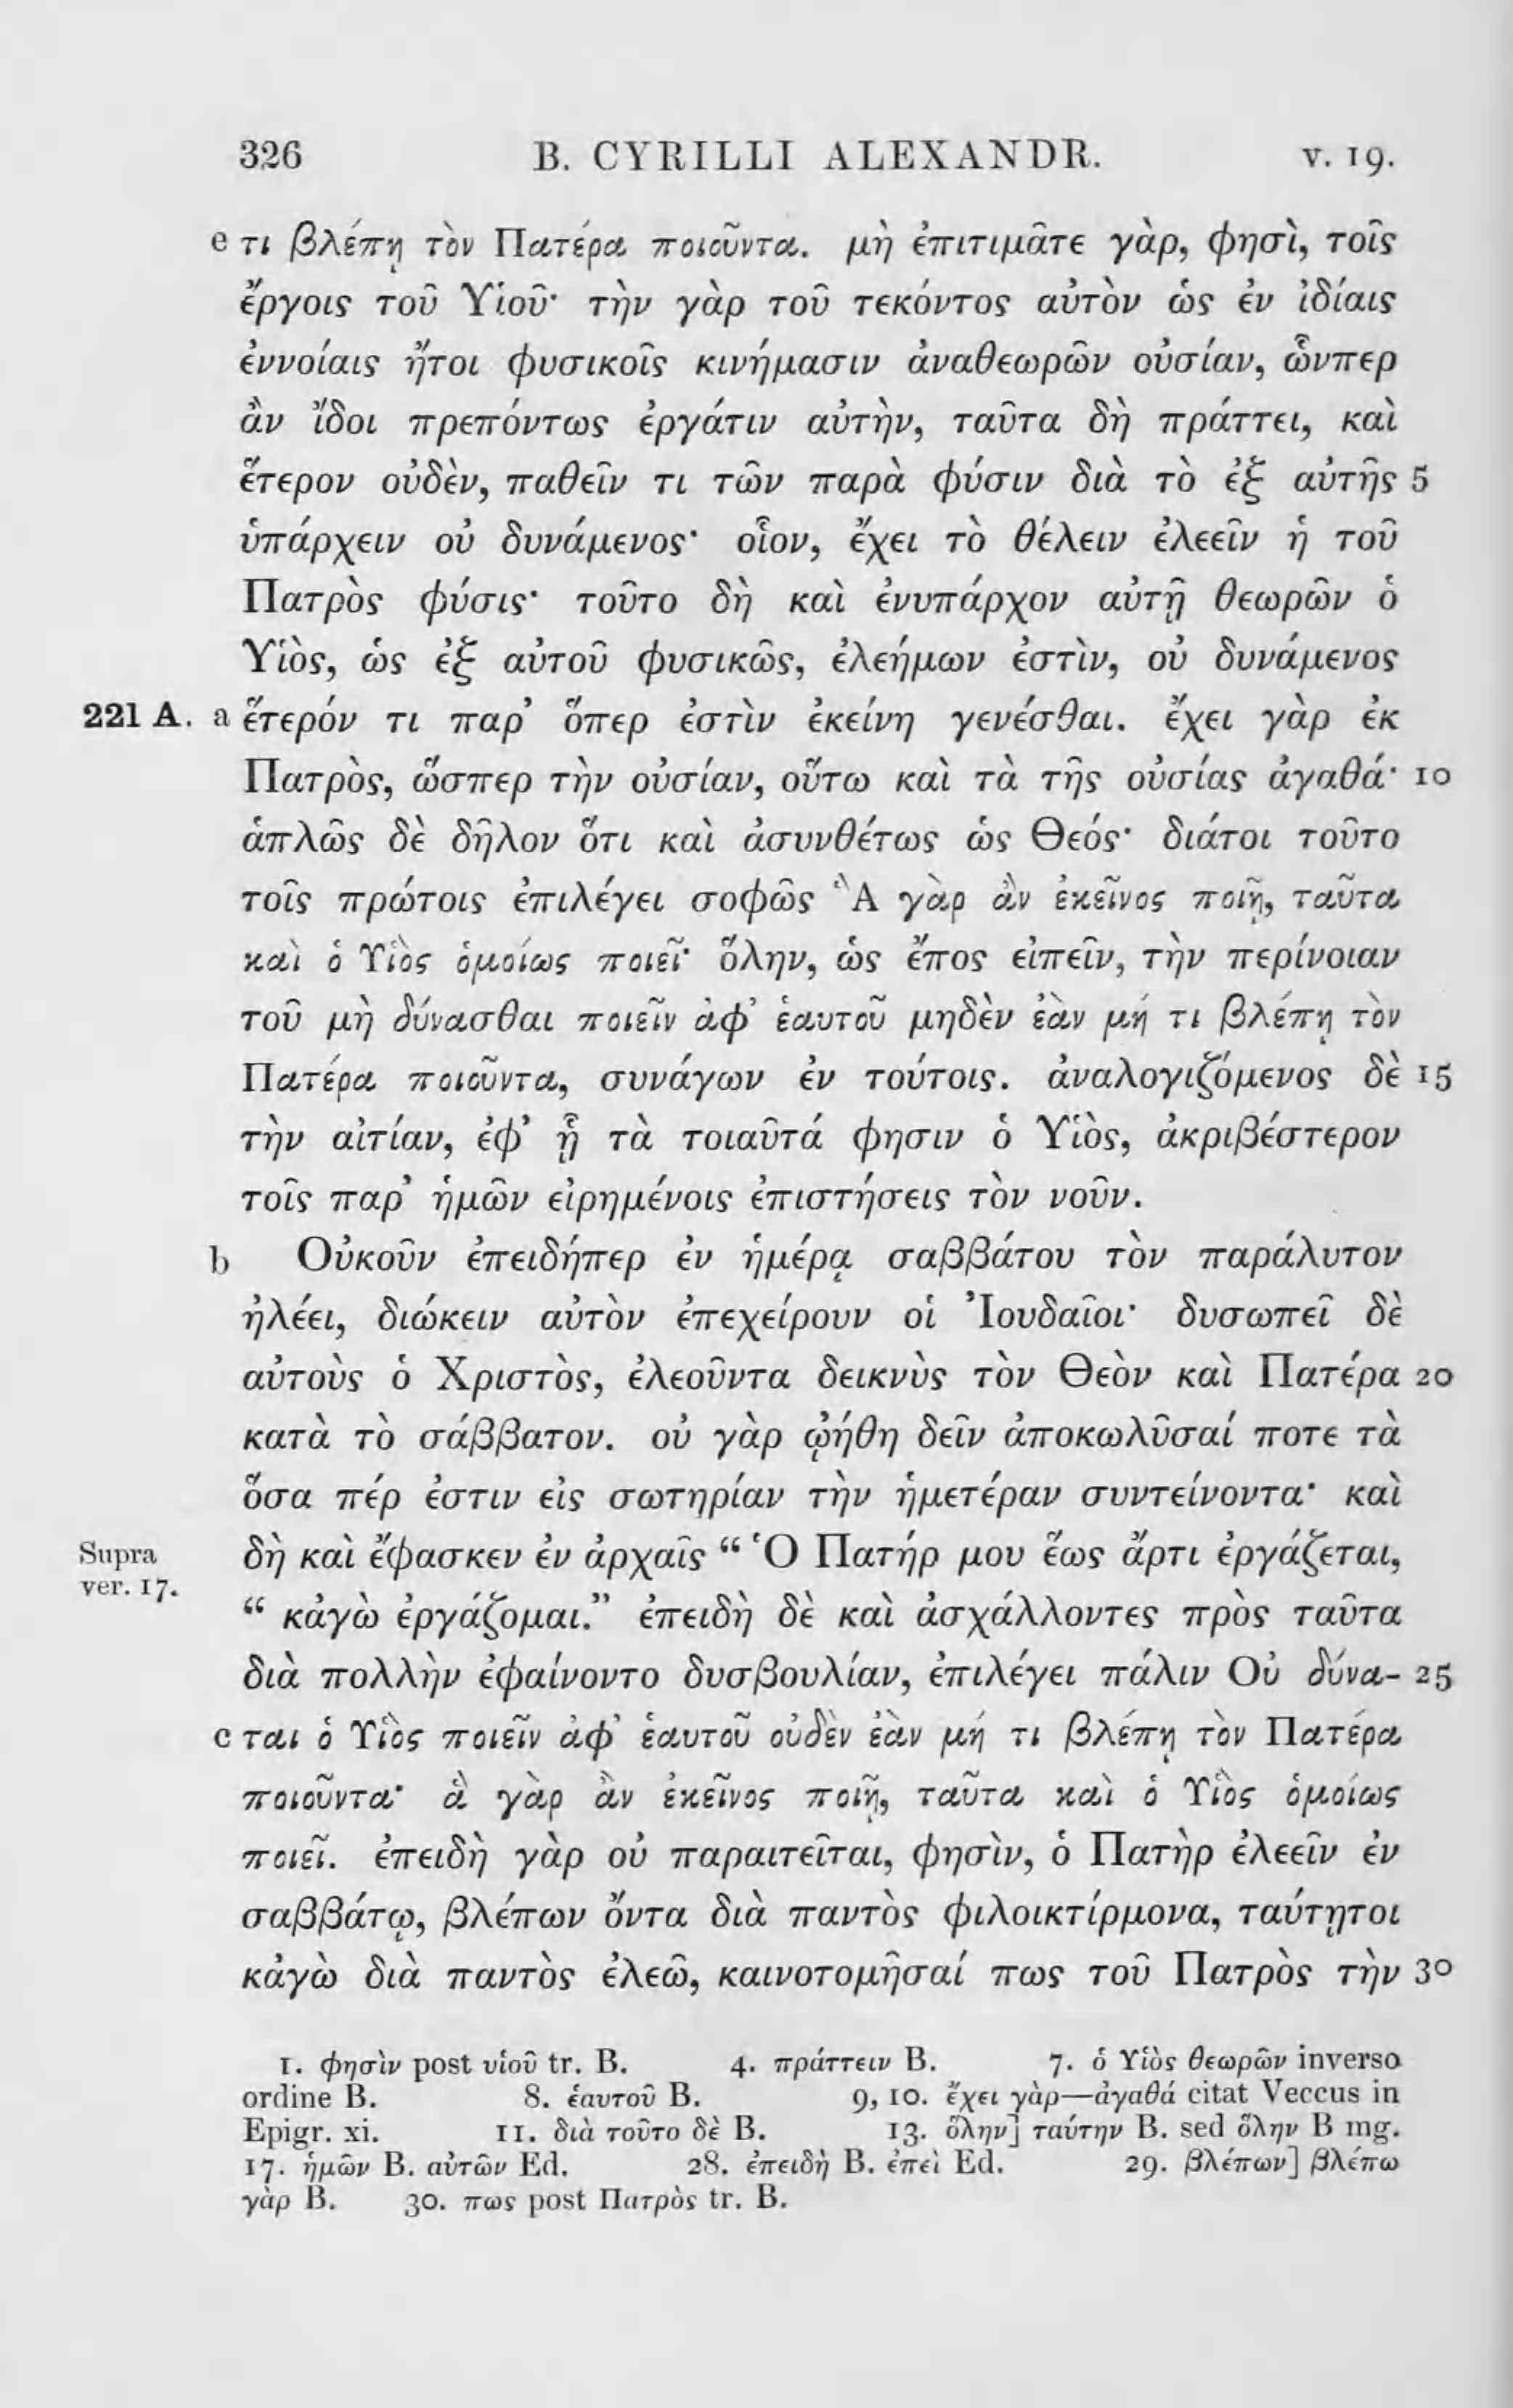 326 B. CYRILLI ALEXANDR. v. 19.
e τι βλέπῃ τὸν Πατέρα ποιοῦντα. μὴ ἐπιτιμᾶτε γὰρ, φησὶ, τοῖς
ἔργοις τοῦ Υἱοῦ· τὴν γὰρ τοῦ τεκόντος αὐτὸν ὡς ἐν ἰδίαις
ἐννοίαις ἤτοι φυσικοῖς κινήμασιν ἀναθεωρῶν οὐσίαν, ὧνπερ
ἂν ἴδοι πρεπόντως ἐργάτιν αὐτὴν, ταῦτα δὴ πράττει, καὶ
ἕτερον οὐδὲν, παθεῖν τι τῶν παρὰ φύσιν διὰ τὸ ἐξ αὐτῆς 5
ὑπάρχειν οὐ δυνάμενος· οἷον, ἔχει τὸ θέλειν ἐλεεῖν ἡ τοῦ
Πατρὸς φύσις· τοῦτο δὴ καὶ ἐνυπάρχον αὐτῇ θεωρῶν ὁ
Υἱὸς, ὡς ἐξ αὐτοῦ φυσικῶς, ἐλεήμων ἐστὶν, οὐ δυνάμενος
221 A. a ἕτερόν τι παρ’ ὅπερ ἐστὶν ἐκείνη γενέσθαι. ἔχει γὰρ ἐκ
Πατρὸς, ὥσπερ τὴν οὐσίαν, οὕτω καὶ τὰ τῆς οὐσίας ἀγαθά· 10
ἁπλῶς δὲ δῆλον ὅτι καὶ ἀσυνθέτως ὡς Θεός· διάτοι τοῦτο
τοῖς πρώτοις ἐπιλέγει σοφῶς Ἃ γὰρ ἂν ἐκεῖνος ποιῇ, ταῦτα
καὶ ὁ Υἱὸς ὁμοίως ποιεῖ· ὅλην, ὡς ἔπος εἰπεῖν, τὴν περίνοιαν
τοῦ μὴ δύνασθαι ποιεῖν ἀφ’ ἑαυτοῦ μηδὲν ἐὰν μή τι βλέπῃ τὸν
Πατέρα ποιοῦντα, συνάγων ἐν τούτοις. ἀναλογιζόμενος δὲ 15
τὴν αἰτίαν, ἐφ’ ᾗ τὰ τοιαῦτά φησιν ὁ Υἱὸς, ἀκριβέστερον
τοῖς παρ’ ἡμῶν εἰρημένοις ἐπιστήσεις τὸν νοῦν.
b Οὐκοῦν ἐπειδήπερ ἐν ἡμέρᾳ σαββάτου τὸν παράλυτον
ἠλέει, διώκειν αὐτὸν ἐπεχείρουν οἱ Ἰουδαῖοι· δυσωπεῖ δὲ
αὐτοὺς ὁ Χριστὸς, ἐλεοῦντα δεικνὺς τὸν Θεὸν καὶ Πατέρα 20
κατὰ τὸ σάββατον. οὐ γὰρ ᾠήθη δεῖν ἀποκωλῦσαί ποτε τὰ
ὅσα πέρ ἐστιν εἰς σωτηρίαν τὴν ἡμετέραν συντείνοντα· καὶ
Supra δὴ καὶ ἔφασκεν ἐν ἀρχαῖς “ Ὁ Πατήρ μου ἕως ἄρτι ἐργάζεται,
ver. 17. “ κἀγὼ ἐργάζομαι.” ἐπειδὴ δὲ καὶ ἀσχάλλοντες πρὸς ταῦτα
διὰ πολλὴν ἐφαίνοντο δυσβουλίαν, ἐπιλέγει πάλιν Οὐ δύνα- 25
c ται ὁ Υἱὸς ποιεῖν ἀφ’ ἑαυτοῦ οὐδὲν ἐὰν μή τι βλέπῃ τὸν Πατέρα
ποιοῦντα· ἃ γὰρ ἂν ἐκεῖνος ποιῇ, ταῦτα καὶ ὁ Υἱὸς ὁμοίως
ποιεῖ. ἐπειδὴ γὰρ οὐ παραιτεῖται, φησὶν, ὁ Πατὴρ ἐλεεῖν ἐν
σαββάτῳ, βλέπων ὄντα διὰ παντὸς φιλοικτίρμονα, ταύτῃτοι
κἀγὼ διὰ παντὸς ἐλεῶ, καινοτομῆσαί πως τοῦ Πατρὸς τὴν 30
1. φησὶν post υἱοῦ tr. B. 4. πράττειν B. 7. ὁ Υἱὸς θεωρῶν inverso
ordine B. 8. ἑαυτοῦ B. 9, 10. ἔχει γὰρ—ἀγαθά citat Veccus in
Epigr. xi. 11. διὰ τοῦτο δὲ B. 13. ὅλην] ταύτην B. sed ὅλην B mg.
17. ἡμῶν B. αὐτῶν Ed. 28. ἐπειδὴ B. ἐπεὶ Ed. 29. βλέπων] βλέπω
γὰρ B. 30. πως post Πατρὸς tr. B.